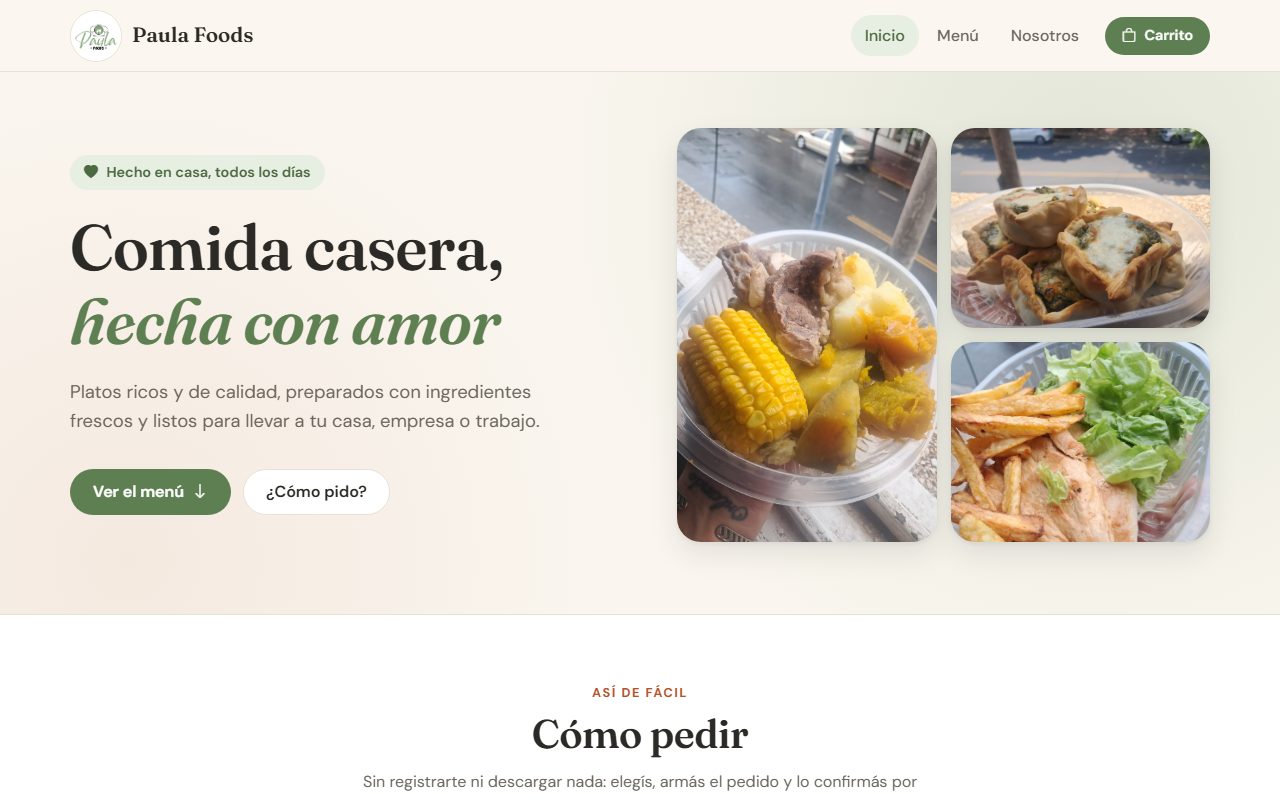 Paula
FOODS
Paula Foods
Inicio
Menú
Nosotros
Carrito
Hecho en casa, todos los días
Comida casera,
hecha con amor
Platos ricos y de calidad, preparados con ingredientes
frescos y listos para llevar a tu casa, empresa o trabajo.
Ver el menú
¿Cómo pido?
ASÍ DE FÁCIL
Cómo pedir
Sin registrarte ni descargar nada: elegís, armás el pedido y lo confirmás por